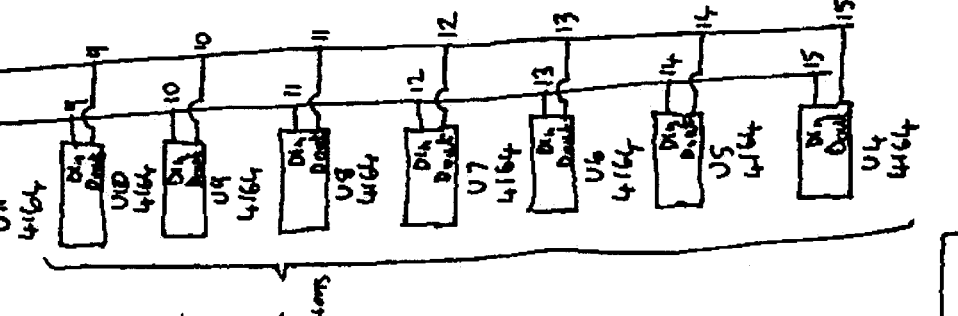 9 10 11 12 13 14 15
9 10 11 12 13 14 15
Din Dout
U10 4164
Din Dout
U9 4164
Din Dout
U8 4164
Din Dout
U7 4164
Din Dout
U6 4164
Din Dout
U5 4164
Din Dout
U4 4164
4164